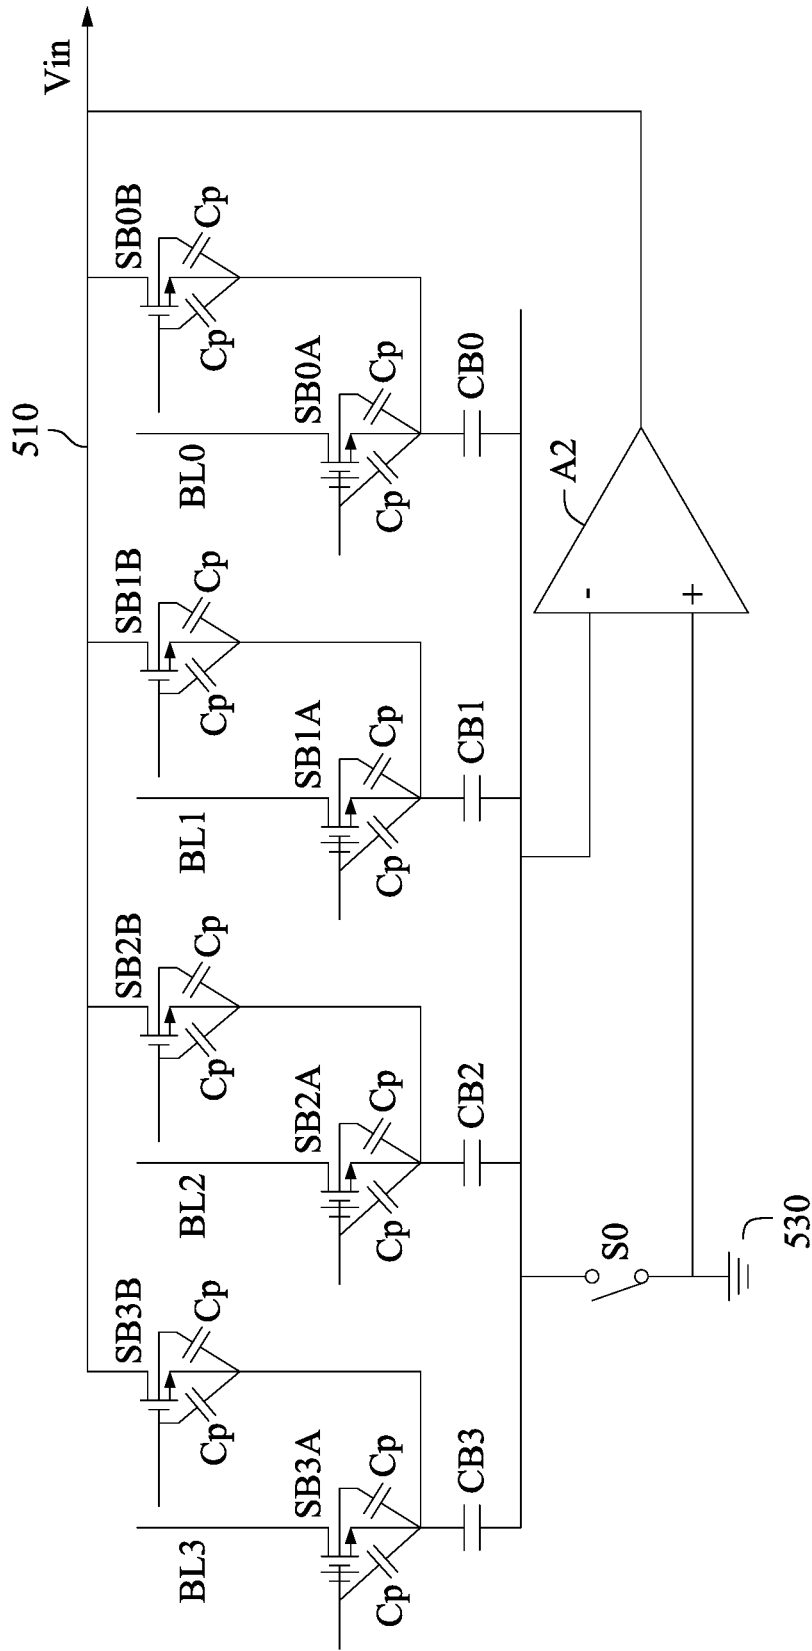 Vin
510
SB3B
Cp
Cp
SB2B
Cp
Cp
SB1B
Cp
Cp
SB0B
Cp
Cp
BL3
SB3A
Cp
Cp
BL2
SB2A
Cp
Cp
BL1
SB1A
Cp
Cp
BL0
SB0A
Cp
Cp
CB3
CB2
CB1
CB0
S0
530
A2
-
+